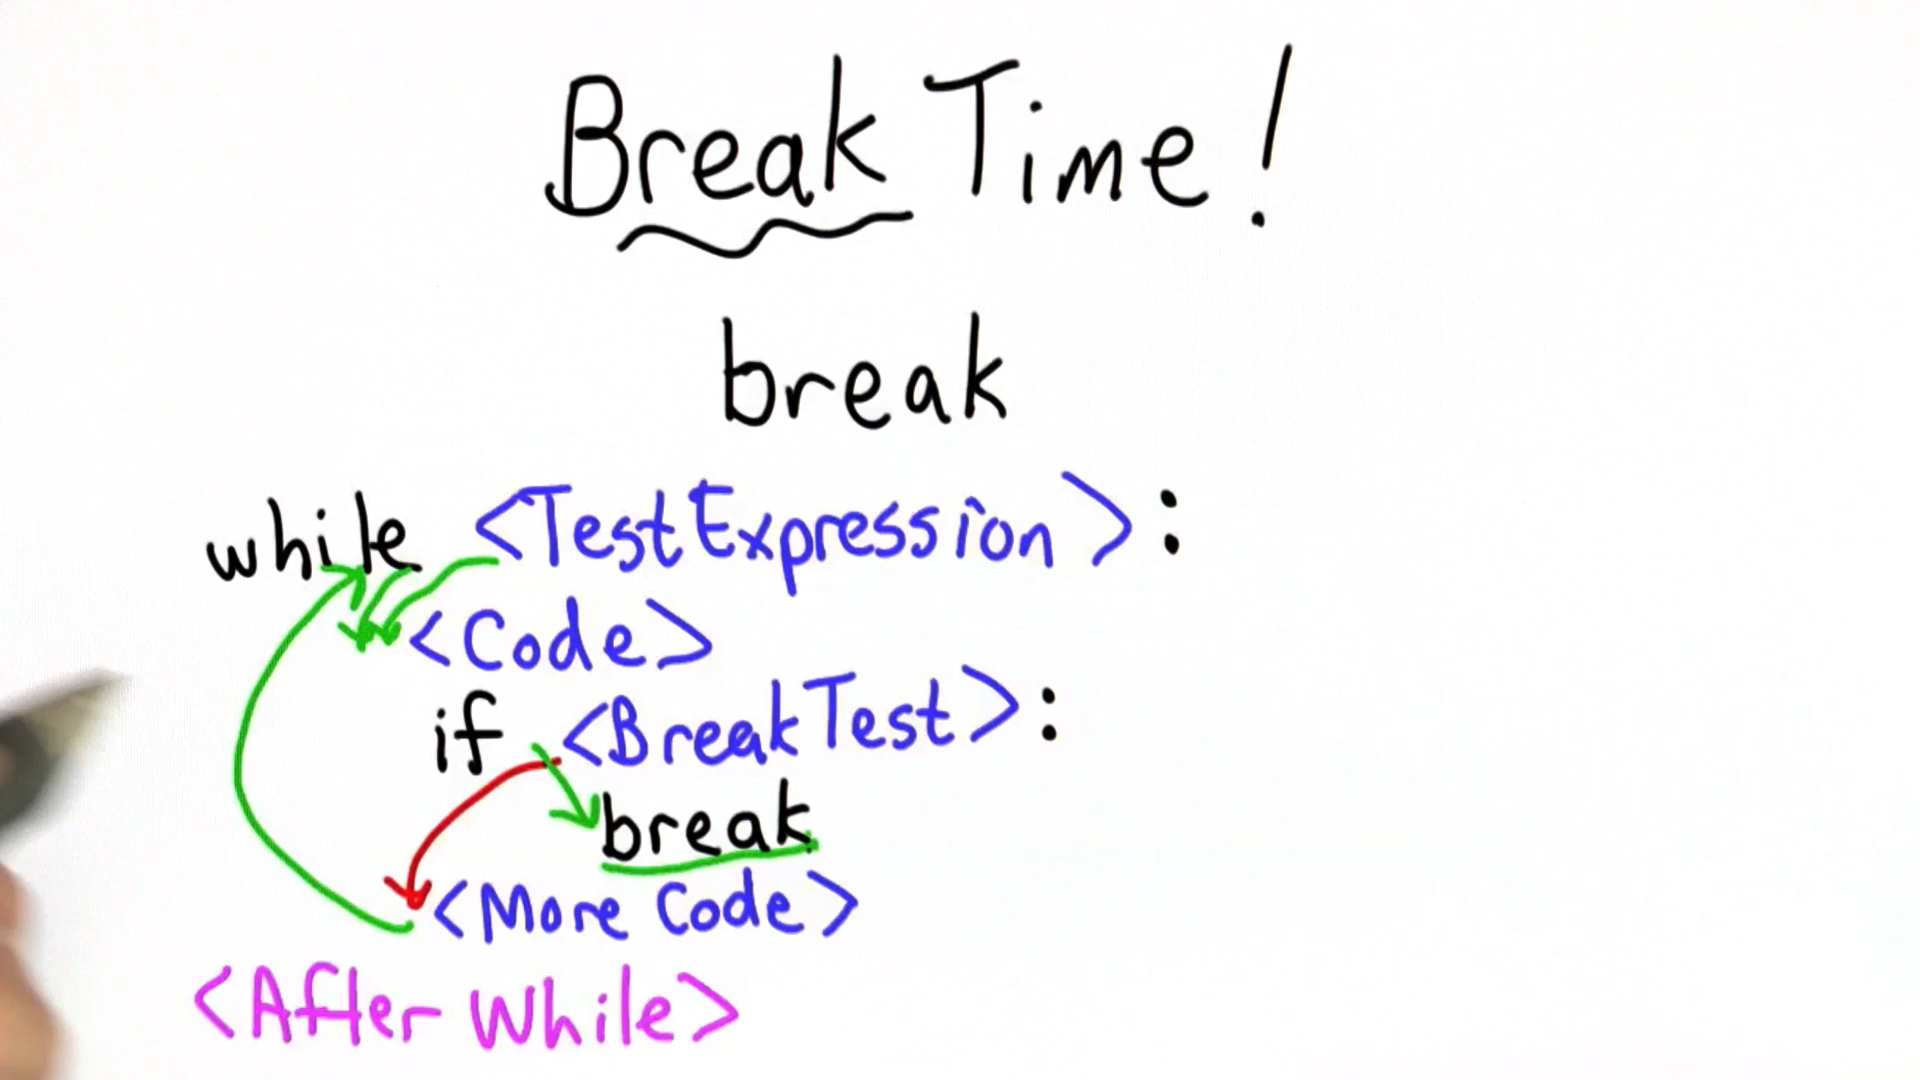 Break Time!
break
while <TestExpression>:
<Code>
if <BreakTest>:
break
<More Code>
<After While>